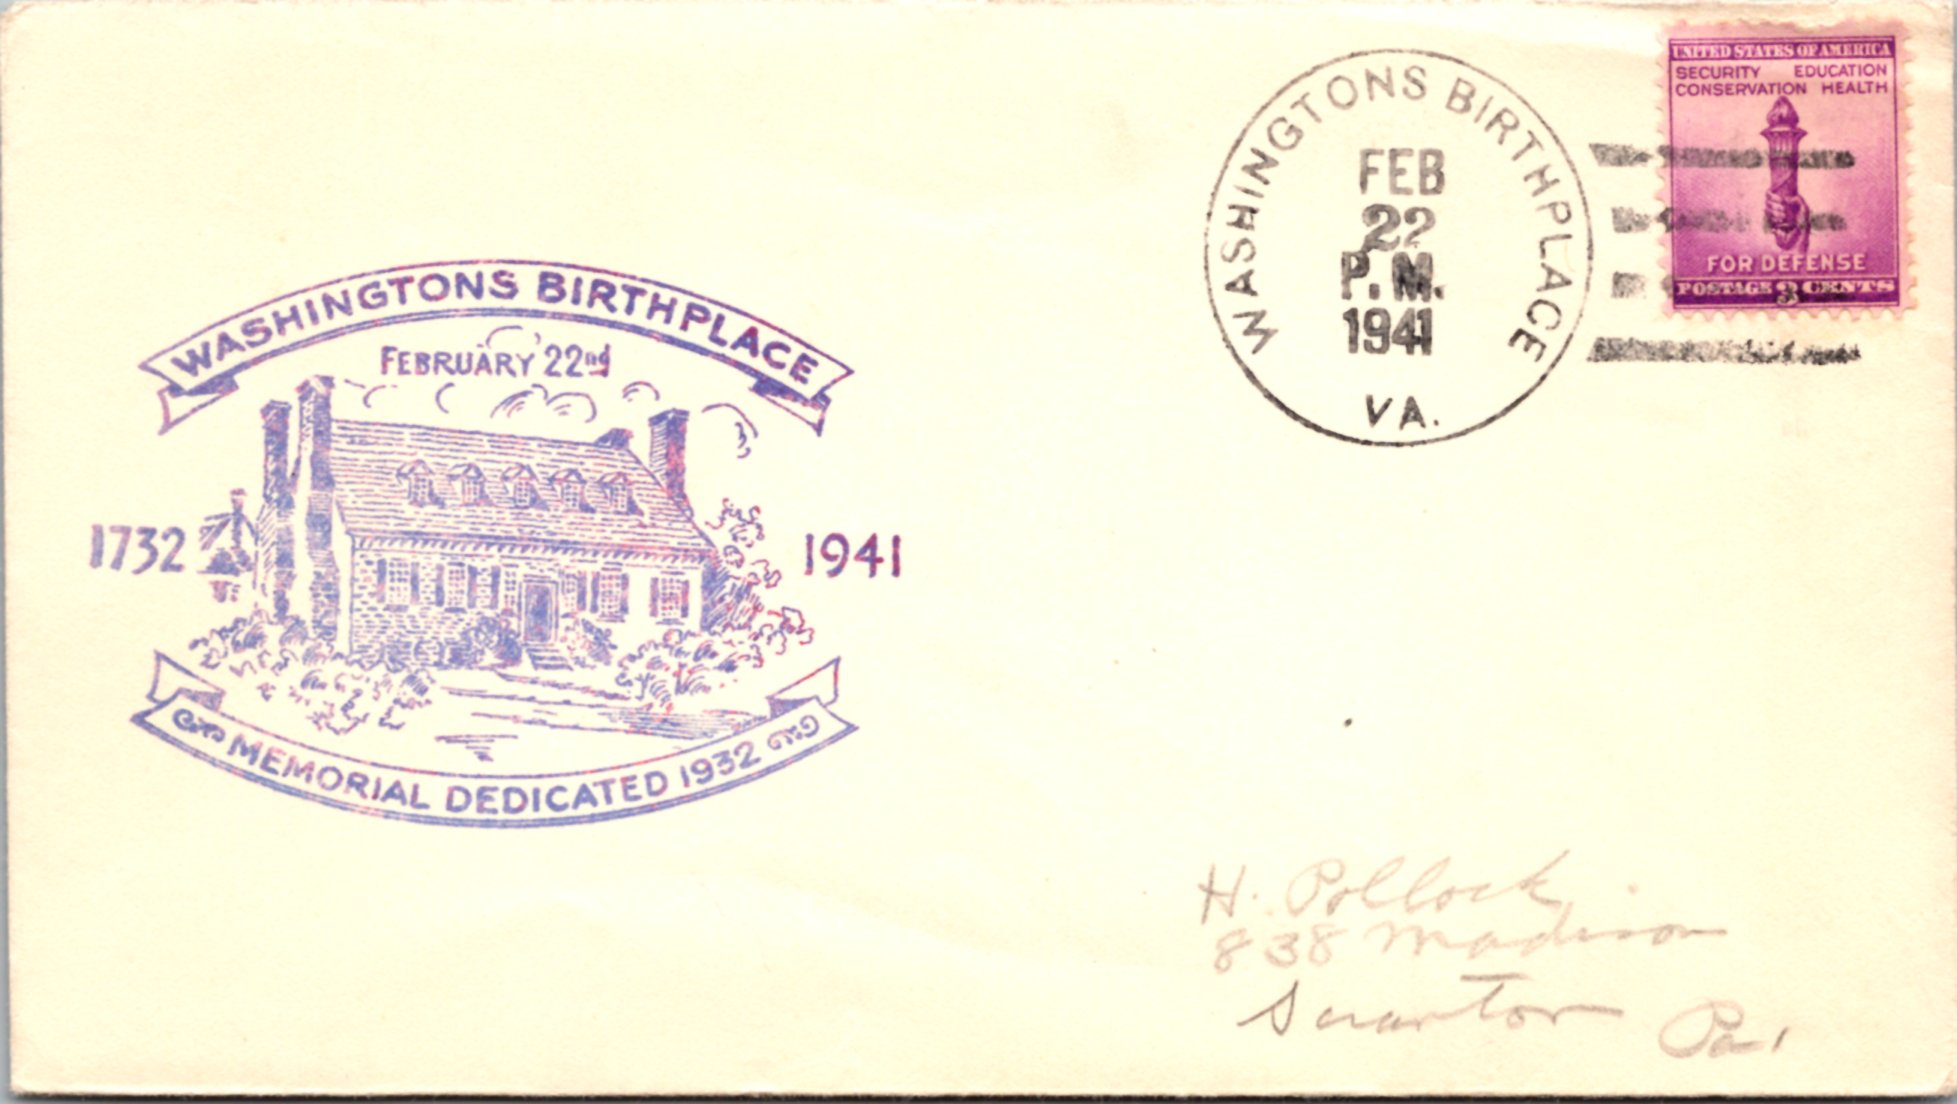 WASHINGTONS BIRTHPLACE
FEBRUARY 22nd
1732
1941
MEMORIAL DEDICATED 1932
WASHINGTONS BIRTHPLACE
FEB
22
P.M.
1941
VA.
UNITED STATES OF AMERICA
SECURITY EDUCATION
CONSERVATION HEALTH
FOR DEFENSE
POSTAGE 3 CENTS
H. Pollock
838 Madison
Scranton Pa.